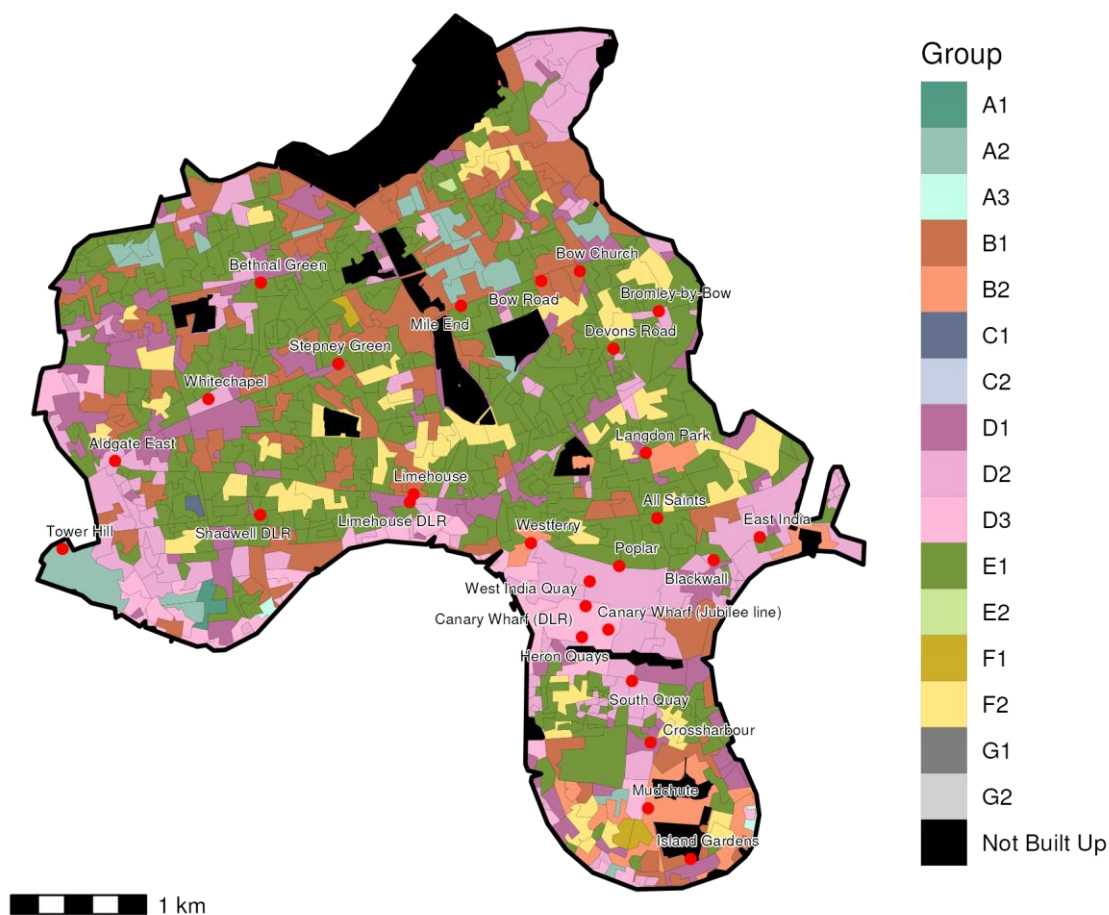 Group
A1
A2
A3
B1
B2
C1
C2
D1
D2
D3
E1
E2
F1
F2
G1
G2
Not Built Up
Bow Church
Bethnal Green
Bow Road
Bromley-by-Bow
Mile End
Devons Road
Stepney Green
Whitechapel
Langdon Park
Aldgate East
Limehouse
All Saints
Limehouse DLR
East India
Shadwell DLR
Westferry
Tower Hill
Poplar
Blackwall
West India Quay
Canary Wharf (Jubilee line)
Canary Wharf (DLR)
Heron Quays
South Quay
Crossharbour
Mudchute
Island Gardens
1 km